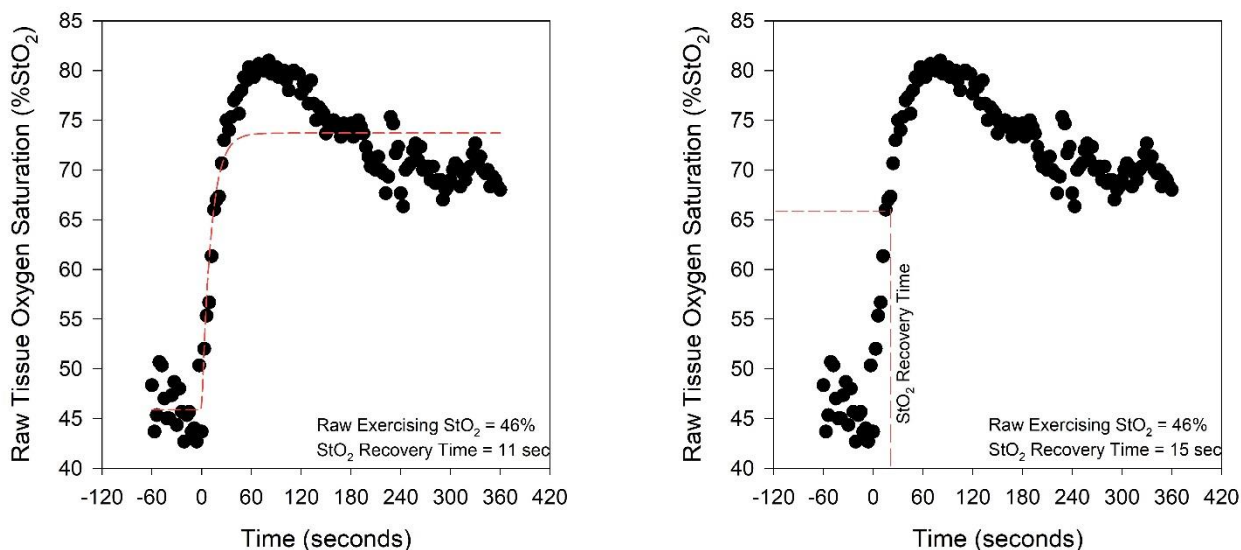 Raw Tissue Oxygen Saturation (%StO₂)
85
80
75
70
65
60
55
50
45
40
Raw Exercising StO₂ = 46%
StO₂ Recovery Time = 11 sec
-120 -60 0 60 120 180 240 300 360 420
Time (seconds)
Raw Tissue Oxygen Saturation (%StO₂)
85
80
75
70
65
60
55
50
45
40
StO₂ Recovery Time
Raw Exercising StO₂ = 46%
StO₂ Recovery Time = 15 sec
-120 -60 0 60 120 180 240 300 360 420
Time (seconds)